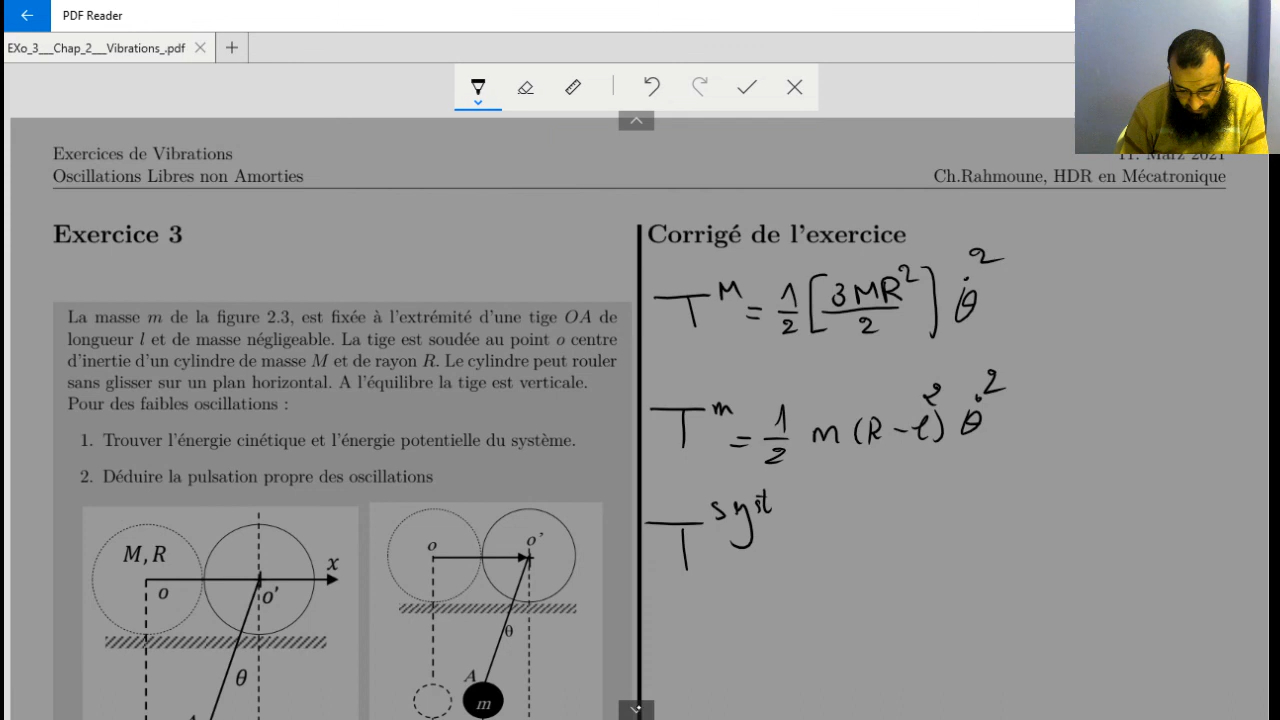 PDF Reader
EXo_3__Chap_2__Vibrations_.pdf
Exercices de Vibrations
Oscillations Libres non Amorties
11. März 2021
Ch.Rahmoune, HDR en Mécatronique
Exercice 3
La masse m de la figure 2.3, est fixée à l'extrémité d'une tige OA de
longueur l et de masse négligeable. La tige est soudée au point o centre
d'inertie d'un cylindre de masse M et de rayon R. Le cylindre peut rouler
sans glisser sur un plan horizontal. A l'équilibre la tige est verticale.
Pour des faibles oscillations :
1. Trouver l'énergie cinétique et l'énergie potentielle du système.
2. Déduire la pulsation propre des oscillations
M, R
o
o'
x
θ
o
o'
θ
A
m
Corrigé de l'exercice
T^M = 1/2 [3MR²/2] θ̇²
T^m = 1/2 m (R - l)² θ̇²
T^syst